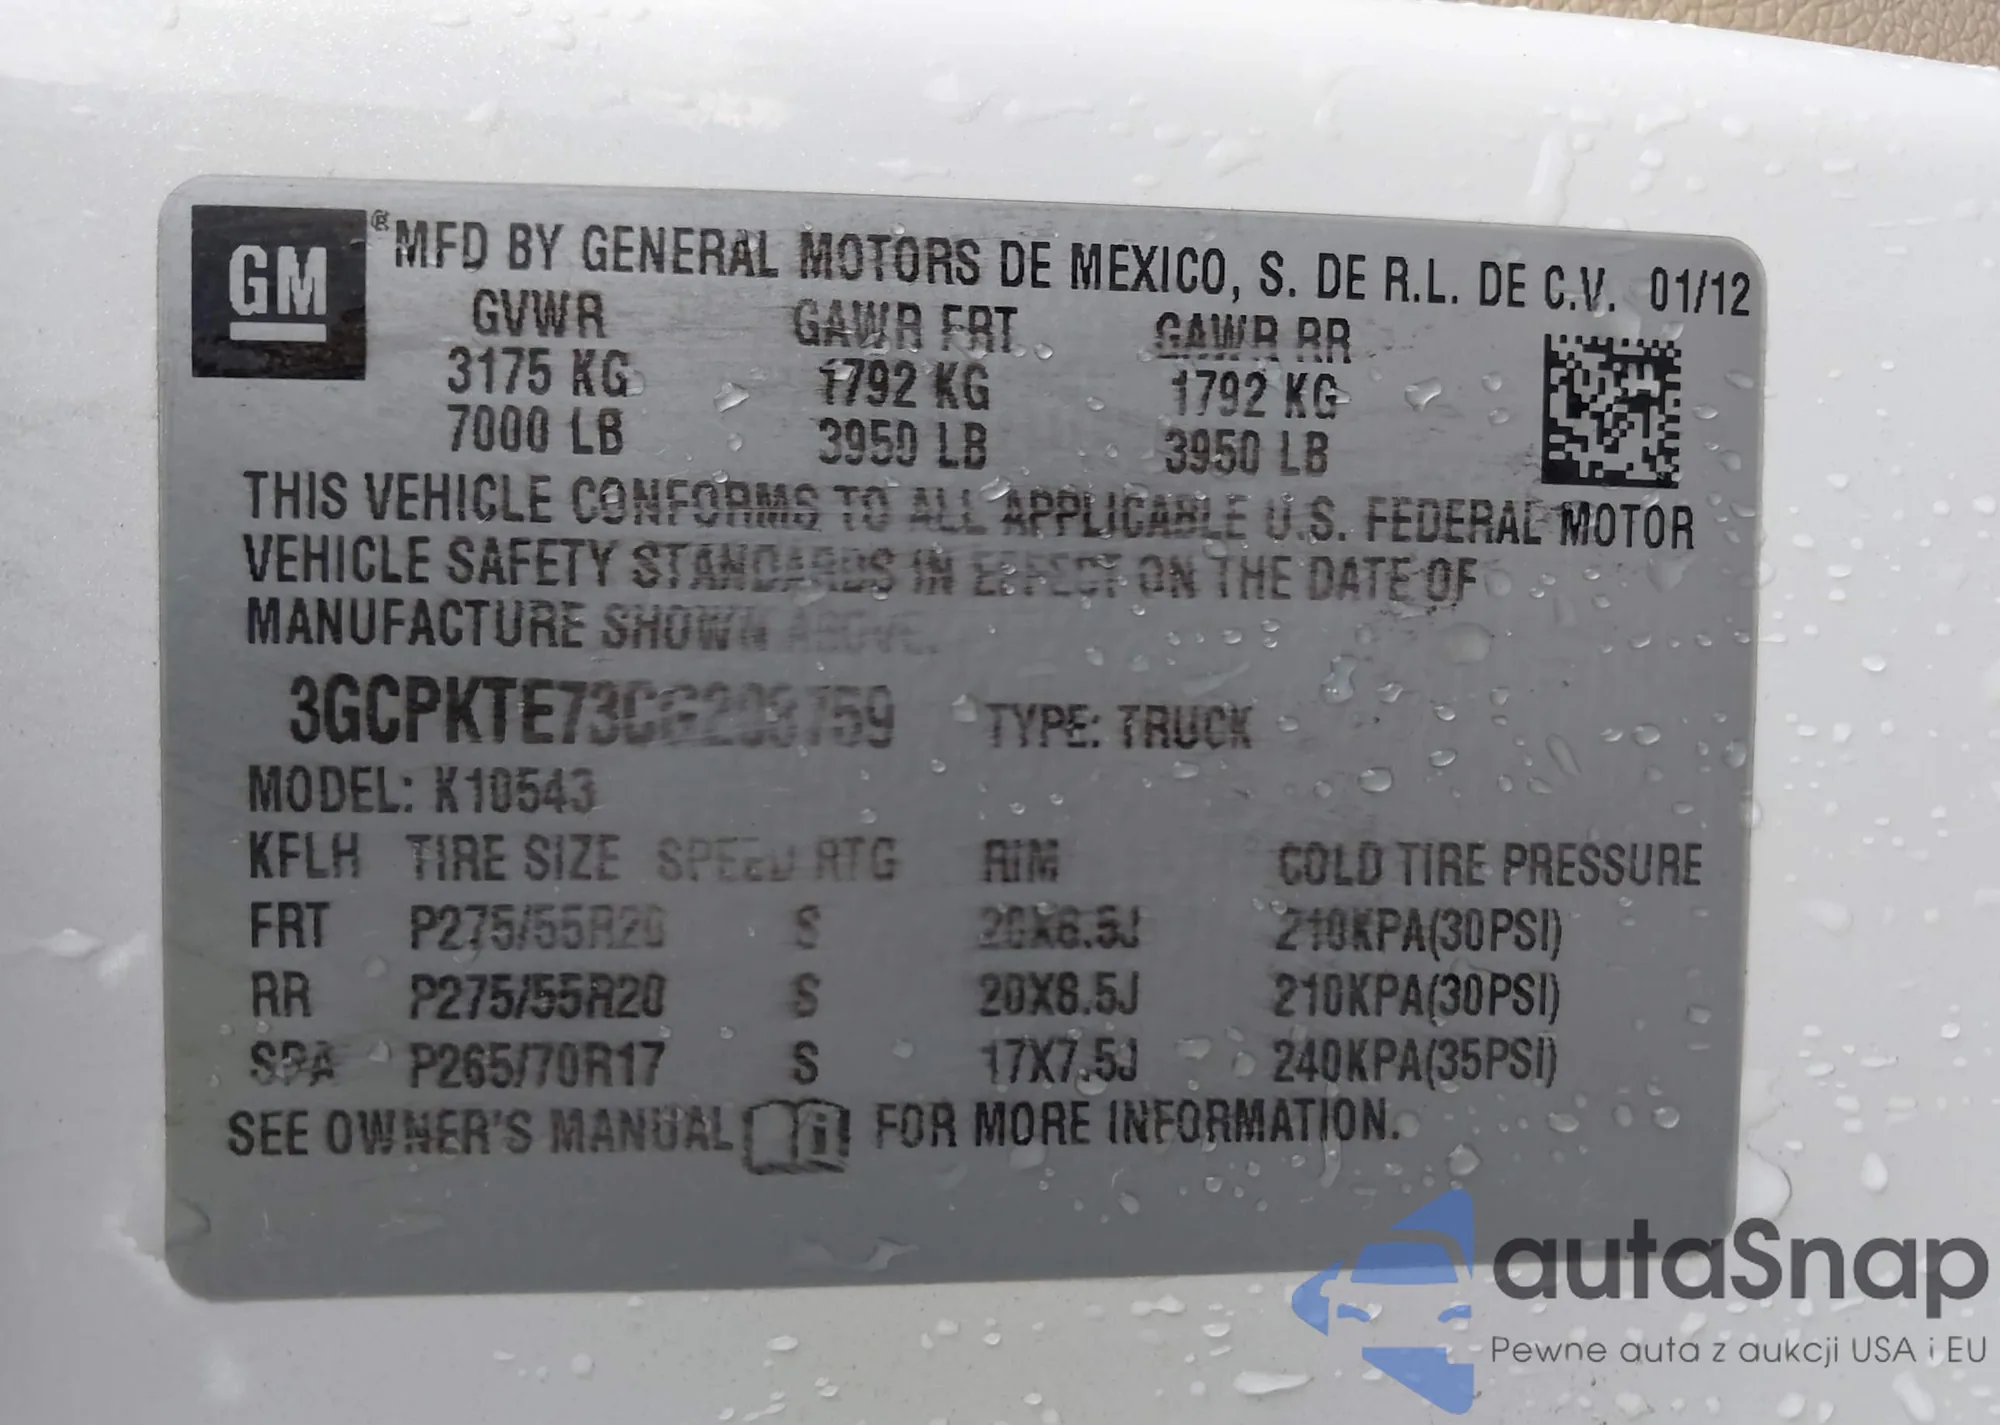 GM ® MFD BY GENERAL MOTORS DE MEXICO, S. DE R.L. DE C.V. 01/12
GVWR GAWR FRT GAWR RR
3175 KG 1792 KG 1792 KG
7000 LB 3950 LB 3950 LB
THIS VEHICLE CONFORMS TO ALL APPLICABLE U.S. FEDERAL MOTOR
VEHICLE SAFETY STANDARDS IN EFFECT ON THE DATE OF
MANUFACTURE SHOWN ABOVE.
TYPE: TRUCK
MODEL: K10543
KFLH TIRE SIZE SPEED RTG RIM COLD TIRE PRESSURE
FRT P275/55R20 S 210KPA(30PSI)
RR P275/55R20 S 20X8.5J 210KPA(30PSI)
SPA P265/70R17 S 17X7.5J 240KPA(35PSI)
SEE OWNER'S MANUAL FOR MORE INFORMATION.
autaSnap
Pewne auta z aukcji USA i EU